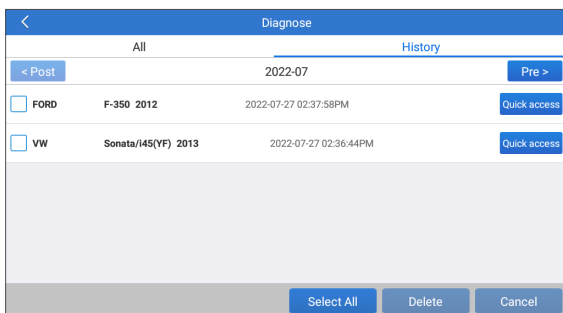 Diagnose
All History
< Post 2022-07 Pre >
FORD F-350 2012 2022-07-27 02:37:58PM Quick access
VW Sonata/i45(YF) 2013 2022-07-27 02:36:44PM Quick access
Select All Delete Cancel